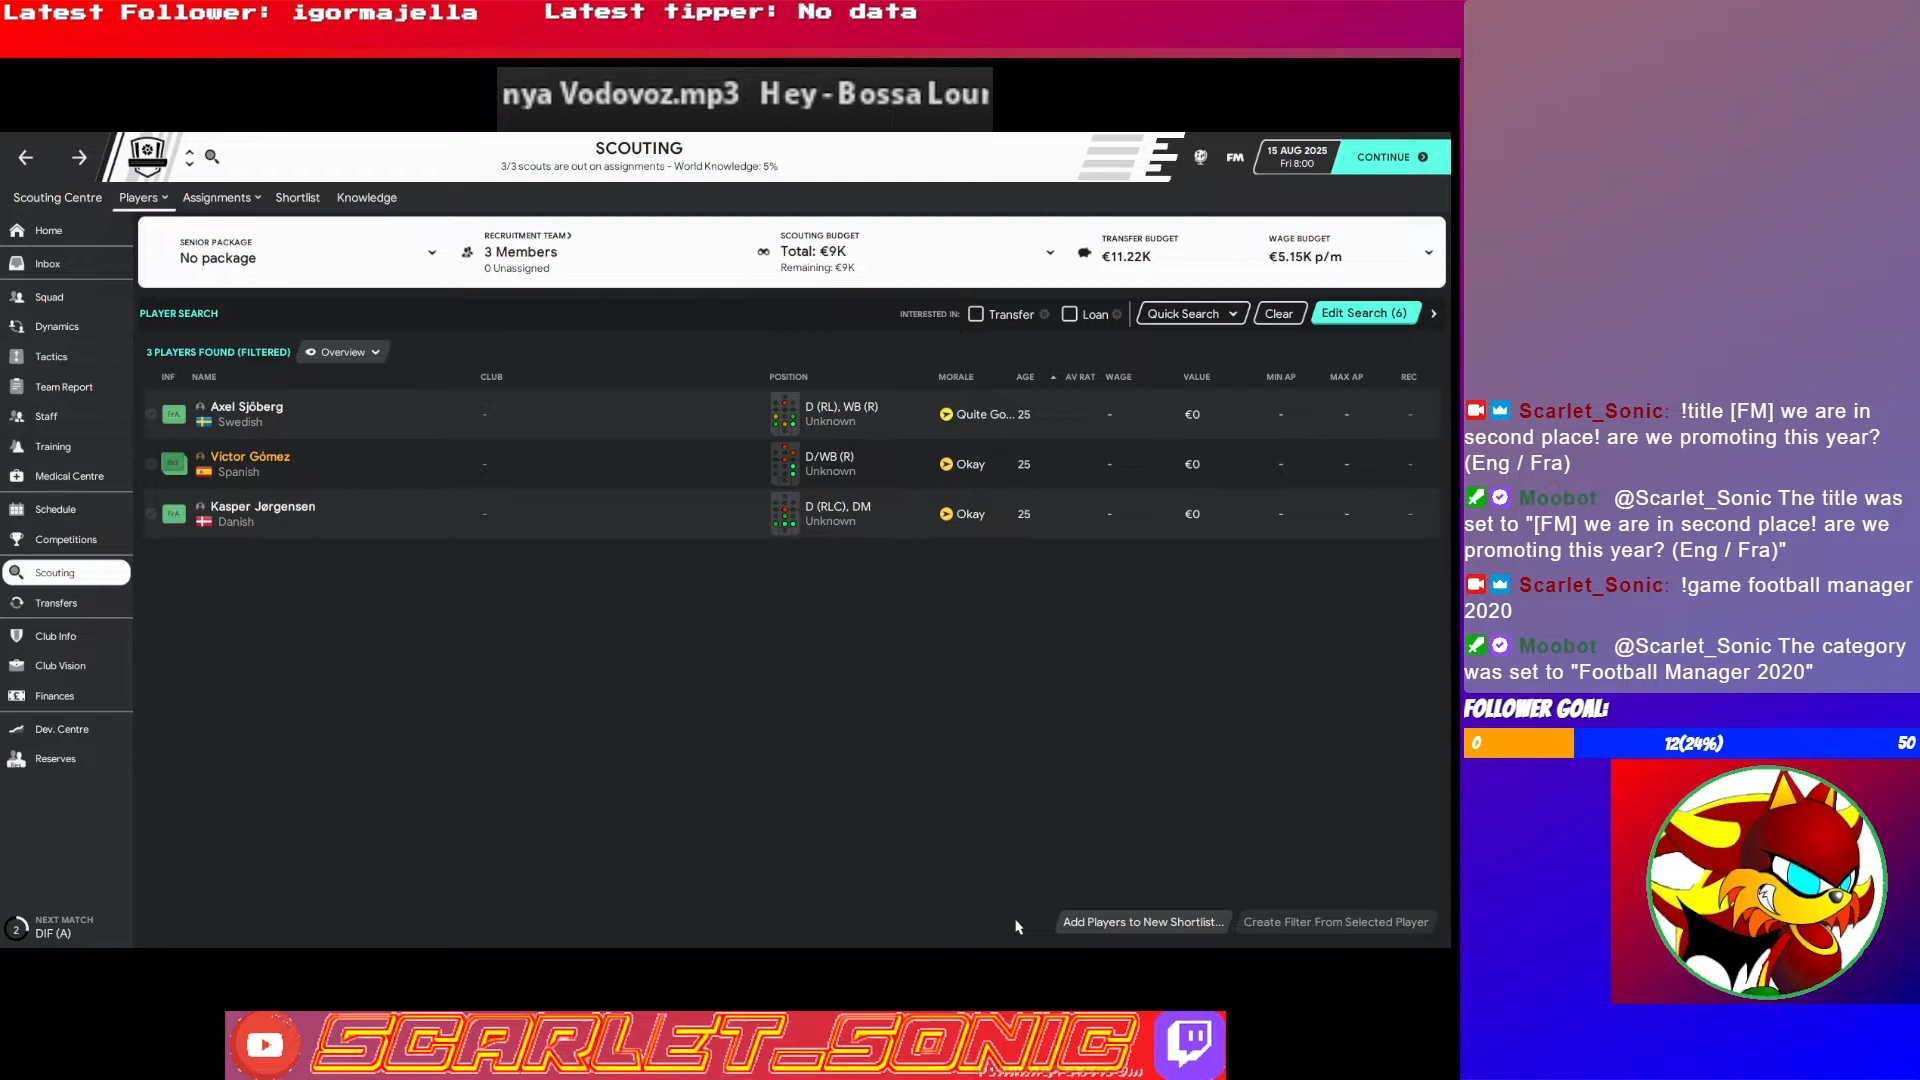 Latest Follower: igormajella Latest tipper: No data
nya Vodovoz.mp3 Hey - Bossa Lour
SCOUTING
3/3 scouts are out on assignments - World Knowledge: 5%
FM
15 AUG 2025
Fri 8:00
CONTINUE
Scouting Centre Players Assignments Shortlist Knowledge
Home
Inbox
Squad
Dynamics
Tactics
Team Report
Staff
Training
Medical Centre
Schedule
Competitions
Scouting
Transfers
Club Info
Club Vision
Finances
Dev. Centre
Reserves
2
NEXT MATCH
DIF (A)
SENIOR PACKAGE
No package
RECRUITMENT TEAM>
3 Members
0 Unassigned
SCOUTING BUDGET
Total: €9K
Remaining: €9K
TRANSFER BUDGET
€11.22K
WAGE BUDGET
€5.15K p/m
PLAYER SEARCH
INTERESTED IN: Transfer Loan Quick Search Clear Edit Search (6)
3 PLAYERS FOUND (FILTERED) Overview
INF NAME CLUB POSITION MORALE AGE AV RAT WAGE VALUE MIN AP MAX AP REC
FrA Axel Sjöberg - D (RL), WB (R) Quite Go... 25 - €0 - - -
Swedish Unknown
Bid Víctor Gómez - D/WB (R) Okay 25 - €0 - - -
Spanish Unknown
FrA Kasper Jørgensen - D (RLC), DM Okay 25 - €0 - - -
Danish Unknown
Add Players to New Shortlist... Create Filter From Selected Player
Scarlet_Sonic: !title [FM] we are in
second place! are we promoting this year?
(Eng / Fra)
Moobot @Scarlet_Sonic The title was
set to "[FM] we are in second place! are we
promoting this year? (Eng / Fra)"
Scarlet_Sonic: !game football manager
2020
Moobot @Scarlet_Sonic The category
was set to "Football Manager 2020"
FOLLOWER GOAL:
0 12(24%) 50
SCARLET_SONIC